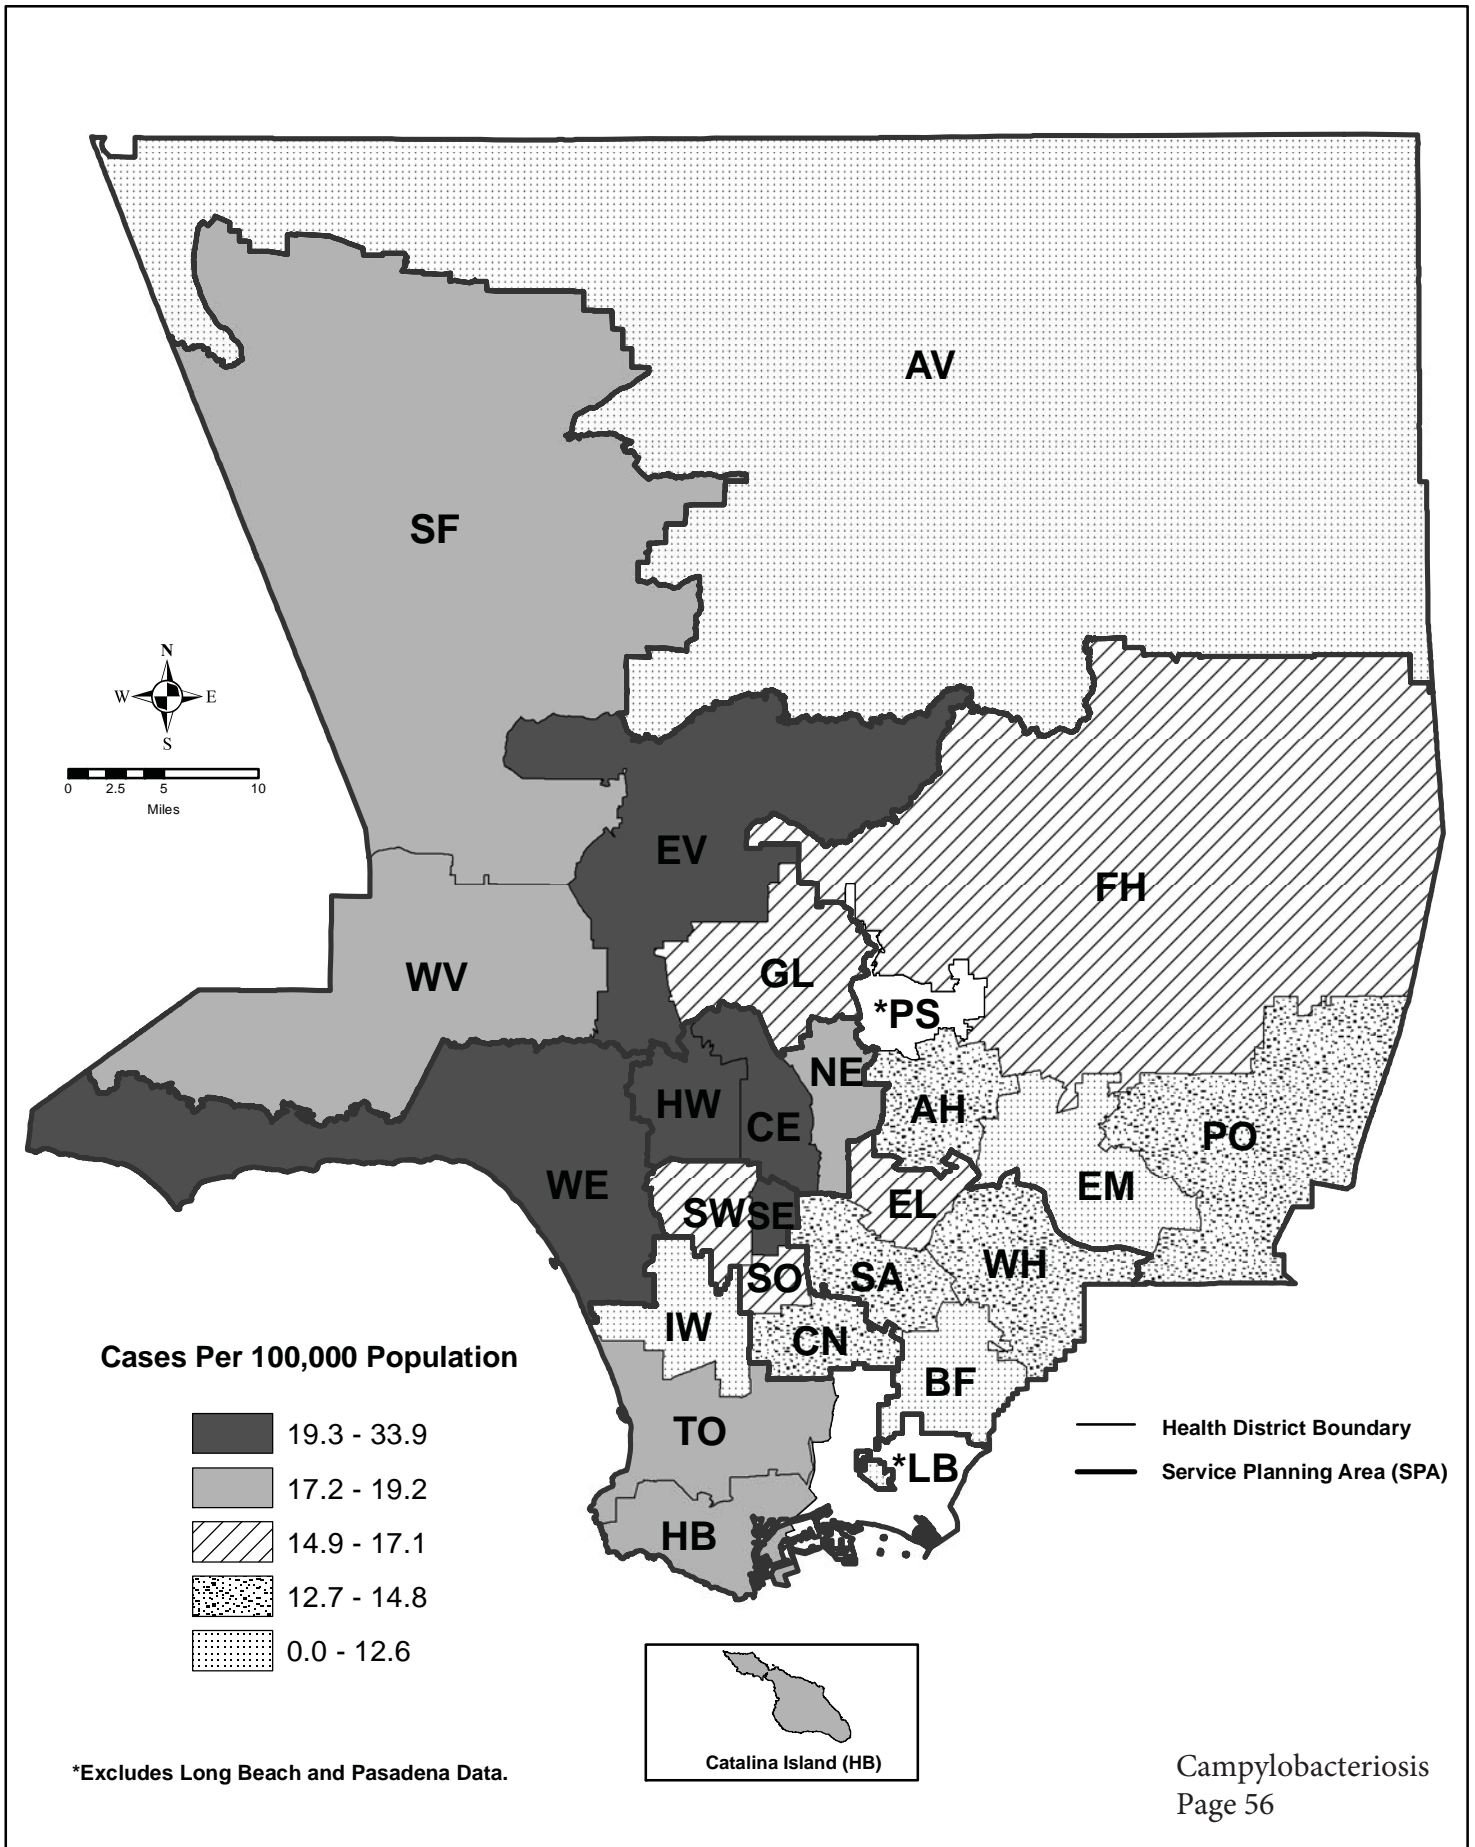 AV
SF
N
W E
S
0 2.5 5 10
Miles
EV
FH
WV
GL
*PS
NE
HW
CE
AH
PO
WE
EM
SW
SE
EL
WH
SO
SA
IW
CN
BF
TO
*LB
HB
Cases Per 100,000 Population
19.3 - 33.9
17.2 - 19.2
14.9 - 17.1
12.7 - 14.8
0.0 - 12.6
Health District Boundary
Service Planning Area (SPA)
Catalina Island (HB)
*Excludes Long Beach and Pasadena Data.
Campylobacteriosis
Page 56